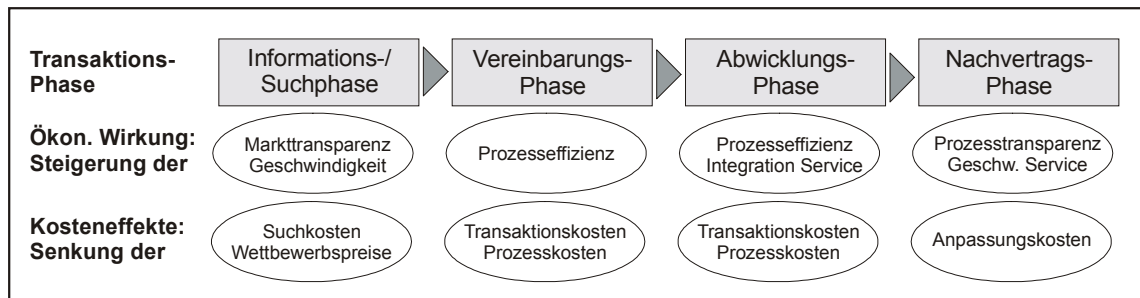 Transaktions-
Phase
Informations-/
Suchphase
Vereinbarungs-
Phase
Abwicklungs-
Phase
Nachvertrags-
Phase
Ökon. Wirkung:
Steigerung der
Markttransparenz
Geschwindigkeit
Prozesseffizienz
Prozesseffizienz
Integration Service
Prozesstransparenz
Geschw. Service
Kosteneffekte:
Senkung der
Suchkosten
Wettbewerbspreise
Transaktionskosten
Prozesskosten
Transaktionskosten
Prozesskosten
Anpassungskosten